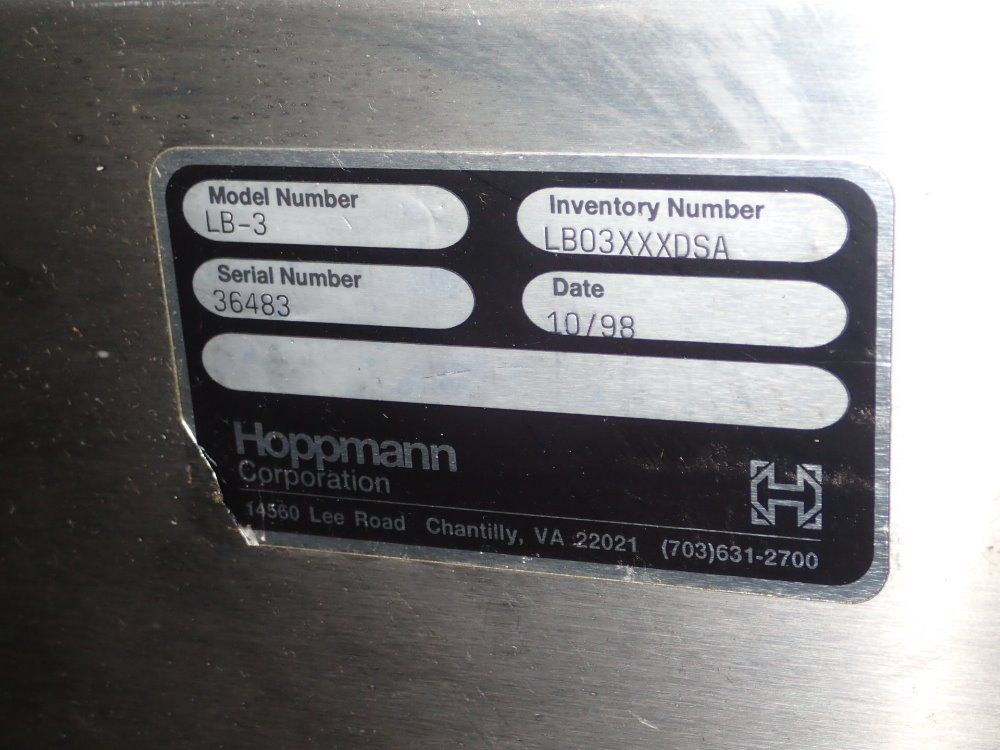 Model Number
LB-3
Inventory Number
LB03XXXDSA
Serial Number
36483
Date
10/98
Hoppmann
Corporation
14560 Lee Road Chantilly, VA 22021 (703)631-2700